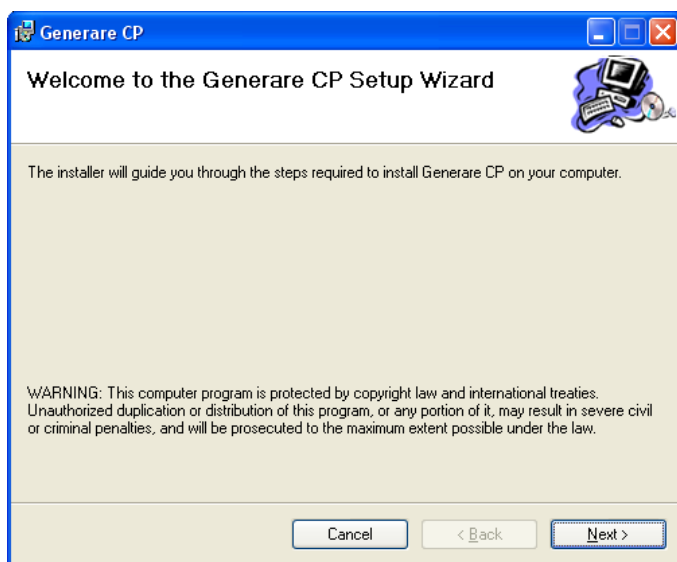 Generare CP
Welcome to the Generare CP Setup Wizard
The installer will guide you through the steps required to install Generare CP on your computer.
WARNING: This computer program is protected by copyright law and international treaties.
Unauthorized duplication or distribution of this program, or any portion of it, may result in severe civil
or criminal penalties, and will be prosecuted to the maximum extent possible under the law.
Cancel
< Back
Next >